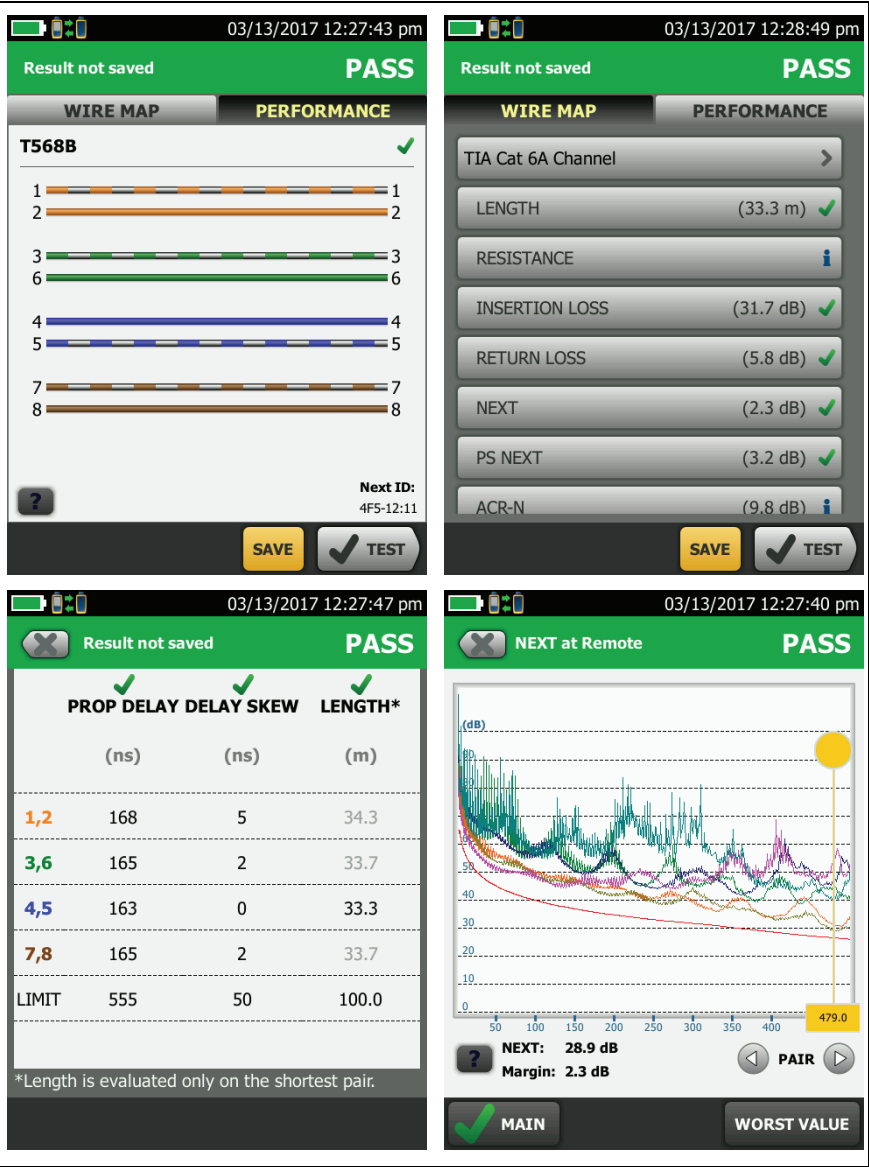 03/13/2017 12:27:43 pm
Result not saved PASS
WIRE MAP PERFORMANCE
T568B
1 1
2 2
3 3
6 6
4 4
5 5
7 7
8 8
Next ID:
? 4F5-12:11
SAVE TEST
03/13/2017 12:28:49 pm
Result not saved PASS
WIRE MAP PERFORMANCE
TIA Cat 6A Channel
LENGTH (33.3 m)
RESISTANCE i
INSERTION LOSS (31.7 dB)
RETURN LOSS (5.8 dB)
NEXT (2.3 dB)
PS NEXT (3.2 dB)
ACR-N (9.8 dB) i
SAVE TEST
03/13/2017 12:27:47 pm
Result not saved PASS
PROP DELAY DELAY SKEW LENGTH*
(ns) (ns) (m)
1,2 168 5 34.3
3,6 165 2 33.7
4,5 163 0 33.3
7,8 165 2 33.7
LIMIT 555 50 100.0
*Length is evaluated only on the shortest pair.
03/13/2017 12:27:40 pm
NEXT at Remote PASS
(dB)
90
50
40
30
20
10
0
50 100 150 200 250 300 350 400 479.0
NEXT: 28.9 dB
? PAIR
Margin: 2.3 dB
MAIN WORST VALUE